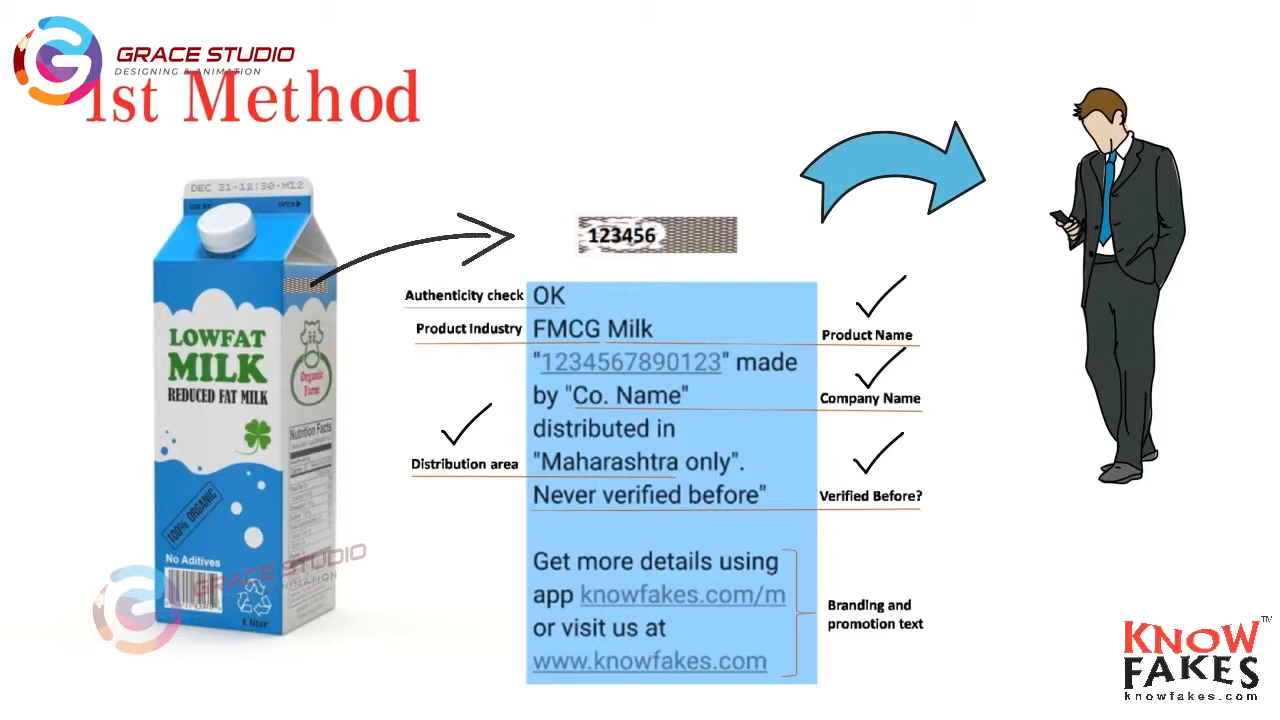 GRACE STUDIO
DESIGNING & ANIMATION
1st Method
DEC 31-12:30-M12
OPEN
LOWFAT
MILK
REDUCED FAT MILK
Organic
Farm
Nutrition Facts
100% ORGANIC
No Aditives
1 liter
GRACE STUDIO
123456
Authenticity check
OK
Product Industry
FMCG Milk
Product Name
"1234567890123" made
by "Co. Name"
Company Name
distributed in
Distribution area
"Maharashtra only".
Never verified before"
Verified Before?
Get more details using
app knowfakes.com/m
or visit us at
www.knowfakes.com
Branding and
promotion text
KNOW
FAKES
TM
knowfakes.com